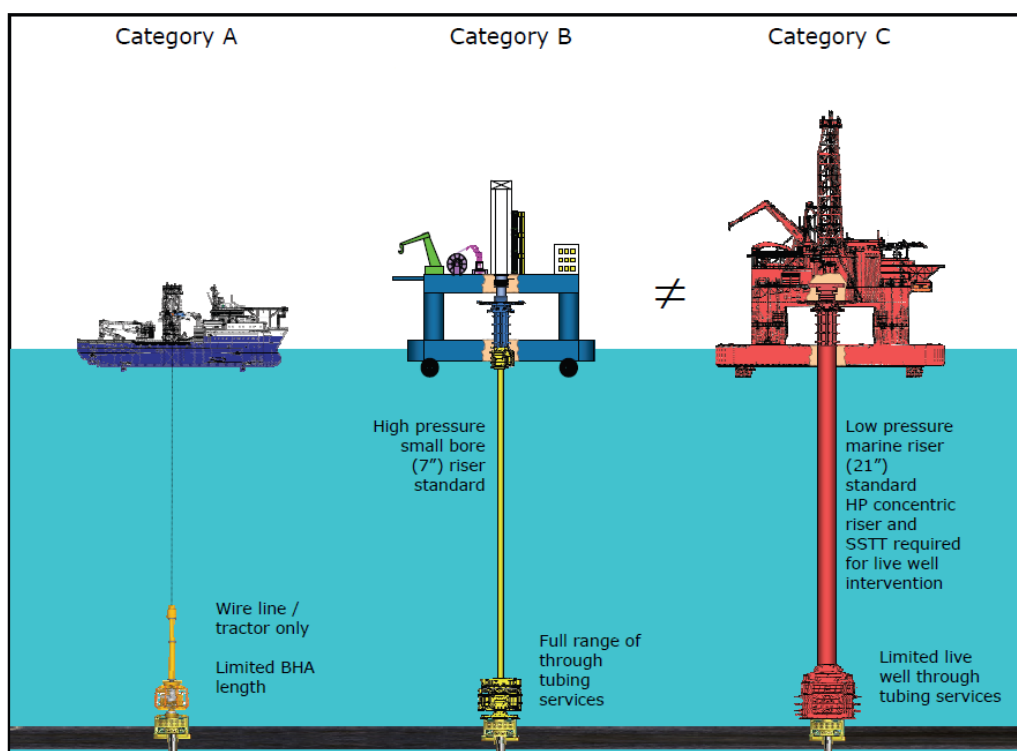 Category A
Category B
Category C
≠
High pressure
small bore
(7”) riser
standard
Low pressure
marine riser
(21”)
standard
HP concentric
riser and
SSTT required
for live well
intervention
Wire line /
tractor only
Limited BHA
length
Full range of
through
tubing
services
Limited live
well through
tubing services